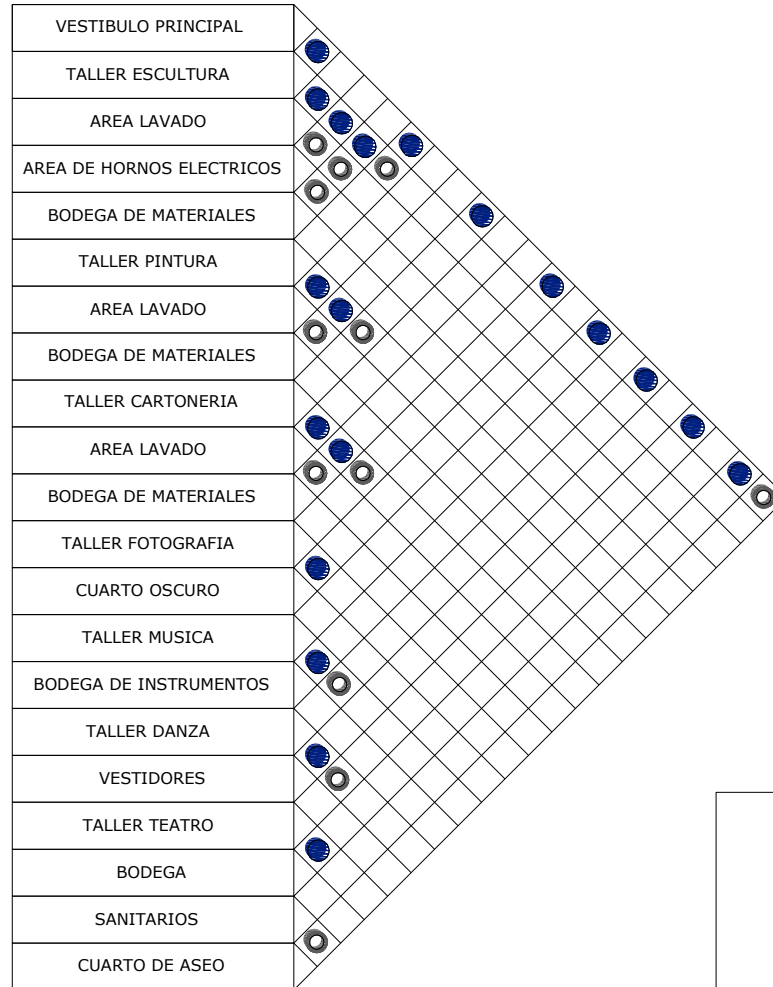 VESTIBULO PRINCIPAL
TALLER ESCULTURA
AREA LAVADO
AREA DE HORNOS ELECTRICOS
BODEGA DE MATERIALES
TALLER PINTURA
AREA LAVADO
BODEGA DE MATERIALES
TALLER CARTONERIA
AREA LAVADO
BODEGA DE MATERIALES
TALLER FOTOGRAFIA
CUARTO OSCURO
TALLER MUSICA
BODEGA DE INSTRUMENTOS
TALLER DANZA
VESTIDORES
TALLER TEATRO
BODEGA
SANITARIOS
CUARTO DE ASEO